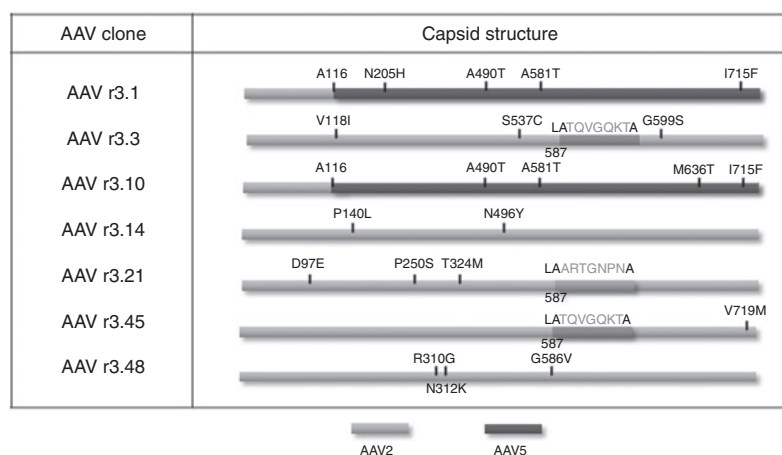 AAV clone Capsid structure
A116 N205H A490T A581T I715F
AAV r3.1
V118I S537C LATQVGQKTA G599S
AAV r3.3
587
A116 A490T A581T M636T I715F
AAV r3.10
P140L N496Y
AAV r3.14
D97E P250S T324M LAARTGNPNA
AAV r3.21
587
LATQVGQKTA V719M
AAV r3.45
587
R310G G586V
AAV r3.48
N312K
AAV2 AAV5